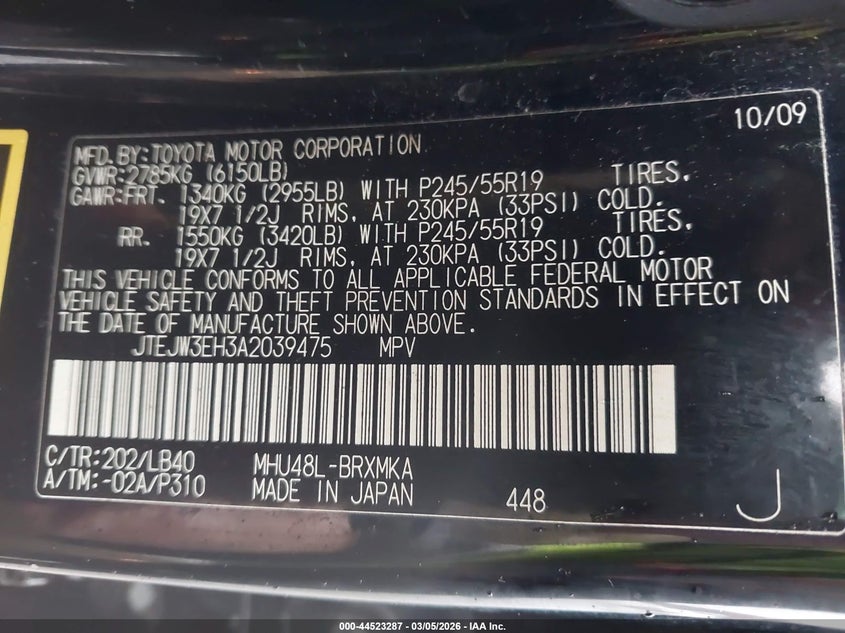 10/09
MFD. BY: TOYOTA MOTOR CORPORATION
GVWR: 2785KG (6150LB)
GAWR: FRT. 1340KG (2955LB) WITH P245/55R19 TIRES,
19X7 1/2J RIMS, AT 230KPA (33PSI) COLD.
RR. 1550KG (3420LB) WITH P245/55R19 TIRES,
19X7 1/2J RIMS, AT 230KPA (33PSI) COLD.
THIS VEHICLE CONFORMS TO ALL APPLICABLE FEDERAL MOTOR
VEHICLE SAFETY AND THEFT PREVENTION STANDARDS IN EFFECT ON
THE DATE OF MANUFACTURE SHOWN ABOVE.
JTEJW3EH3A2039475 MPV
C/TR: 202/LB40 MHU48L-BRXMKA
A/TM: -02A/P310 MADE IN JAPAN 448 J
000-44523287 - 03/05/2026 - IAA Inc.